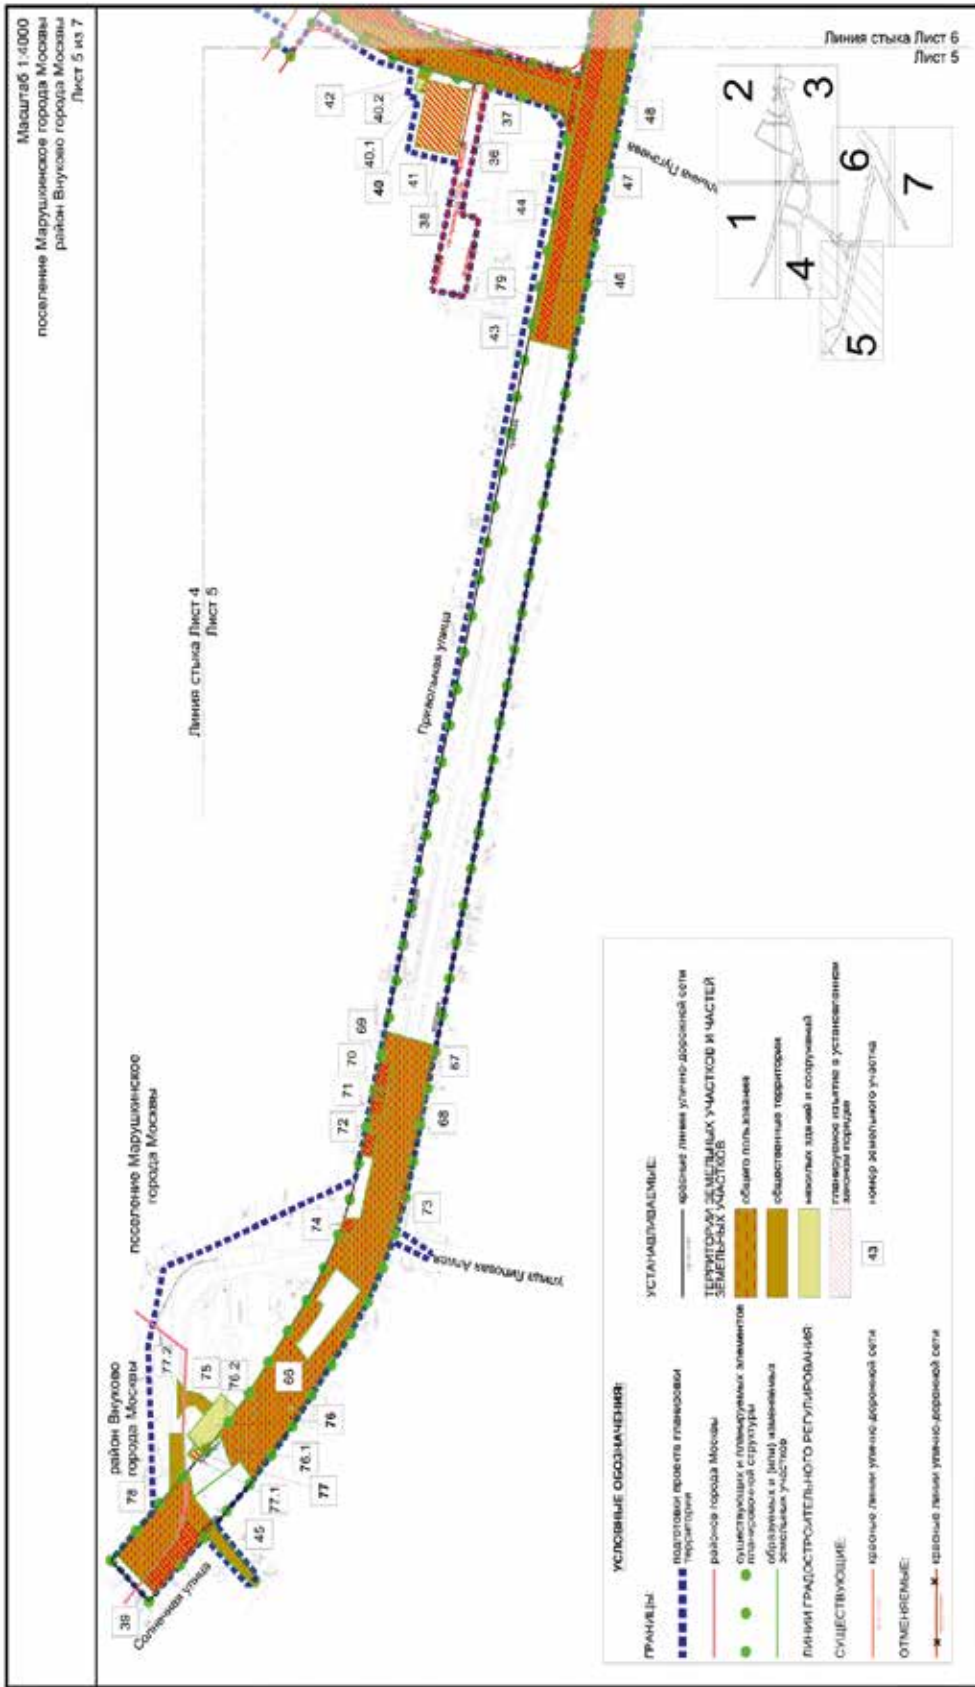 Масштаб 1:4000
поселение Марушкинское города Москвы
район Внуково города Москвы
Лист 5 из 7
Линия стыка Лист 6
Лист 5
Линия стыка Лист 4
Лист 5
42
40.2
40.1
40
41
38
37
36
44
79
43
48
47
46
Приволъная улица
поселение Марушкинское
города Москвы
район Внуково
города Москвы
69
70
71
72
67
68
73
74
улица Липовая Аллея
66
75
76.2
77.2
76
76.1
77
77.1
78
45
39
Солнечная улица
1
2
3
4
5
6
7
УСЛОВНЫЕ ОБОЗНАЧЕНИЯ:
ГРАНИЦЫ:
подготовки проекта планировки
территории
районов города Москвы
существующих и планируемых элементов
планировочной структуры
образуемых и (или) изменяемых
земельных участков
ЛИНИИ ГРАДОСТРОИТЕЛЬНОГО РЕГУЛИРОВАНИЯ:
СУЩЕСТВУЮЩИЕ:
красные линии улично-дорожной сети
ОТМЕНЯЕМЫЕ:
красные линии улично-дорожной сети
УСТАНАВЛИВАЕМЫЕ:
красные линии улично-дорожной сети
ТЕРРИТОРИИ ЗЕМЕЛЬНЫХ УЧАСТКОВ И ЧАСТЕЙ
ЗЕМЕЛЬНЫХ УЧАСТКОВ
общего пользования
общественные территории
нежилых зданий и сооружений
планируемое изъятие в установленном
законом порядке
43
номер земельного участка